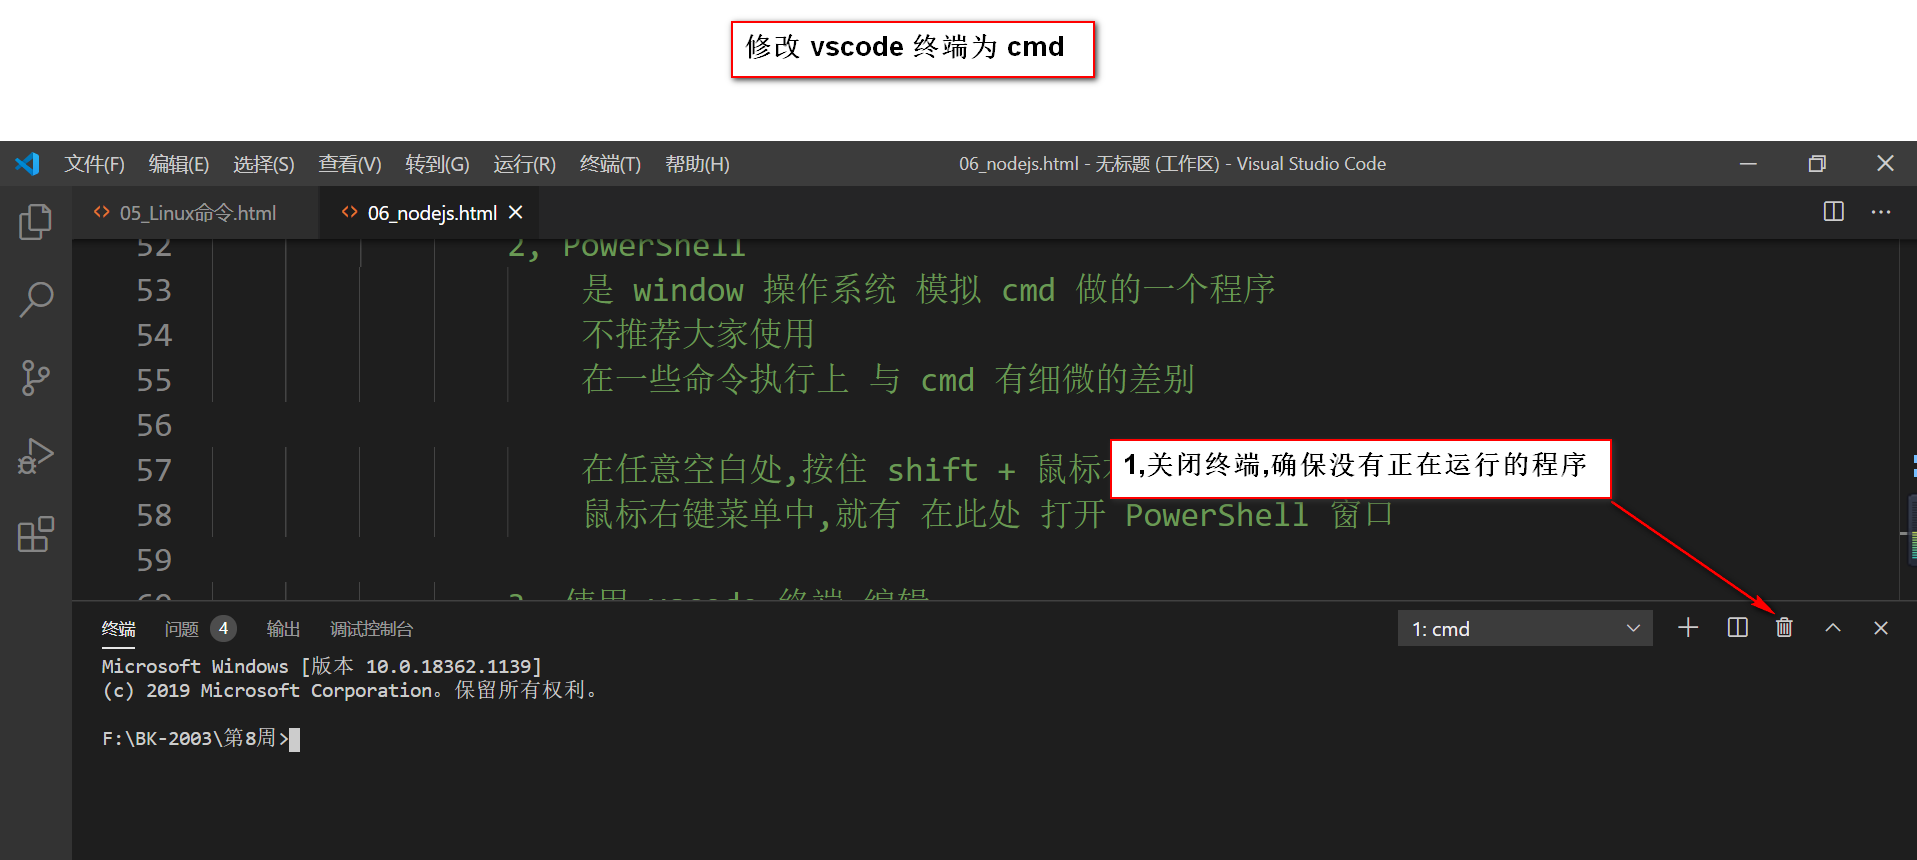 修改 vscode 终端为 cmd
文件(F) 编辑(E) 选择(S) 查看(V) 转到(G) 运行(R) 终端(T) 帮助(H) 06_nodejs.html - 无标题 (工作区) - Visual Studio Code
05_Linux命令.html 06_nodejs.html
52 2, PowerShell
53 是 window 操作系统 模拟 cmd 做的一个程序
54 不推荐大家使用
55 在一些命令执行上 与 cmd 有细微的差别
56
57 在任意空白处,按住 shift + 鼠标
1,关闭终端,确保没有正在运行的程序
58 鼠标右键菜单中,就有 在此处 打开 PowerShell 窗口
59
使用 vscode 终端 编辑
终端 问题 4 输出 调试控制台 1: cmd
Microsoft Windows [版本 10.0.18362.1139]
(c) 2019 Microsoft Corporation。保留所有权利。
F:\BK-2003\第8周>